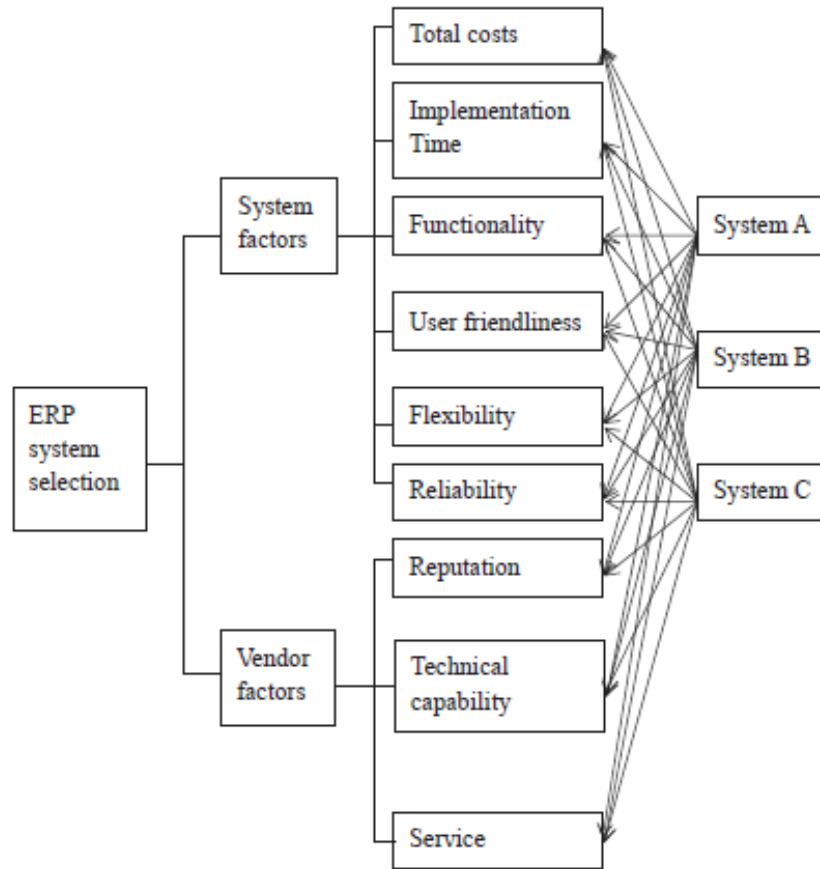 Total costs
Implementation
Time
System
factors
Functionality
System A
User friendliness
System B
ERP
system
selection
Flexibility
Reliability
System C
Reputation
Vendor
factors
Technical
capability
Service